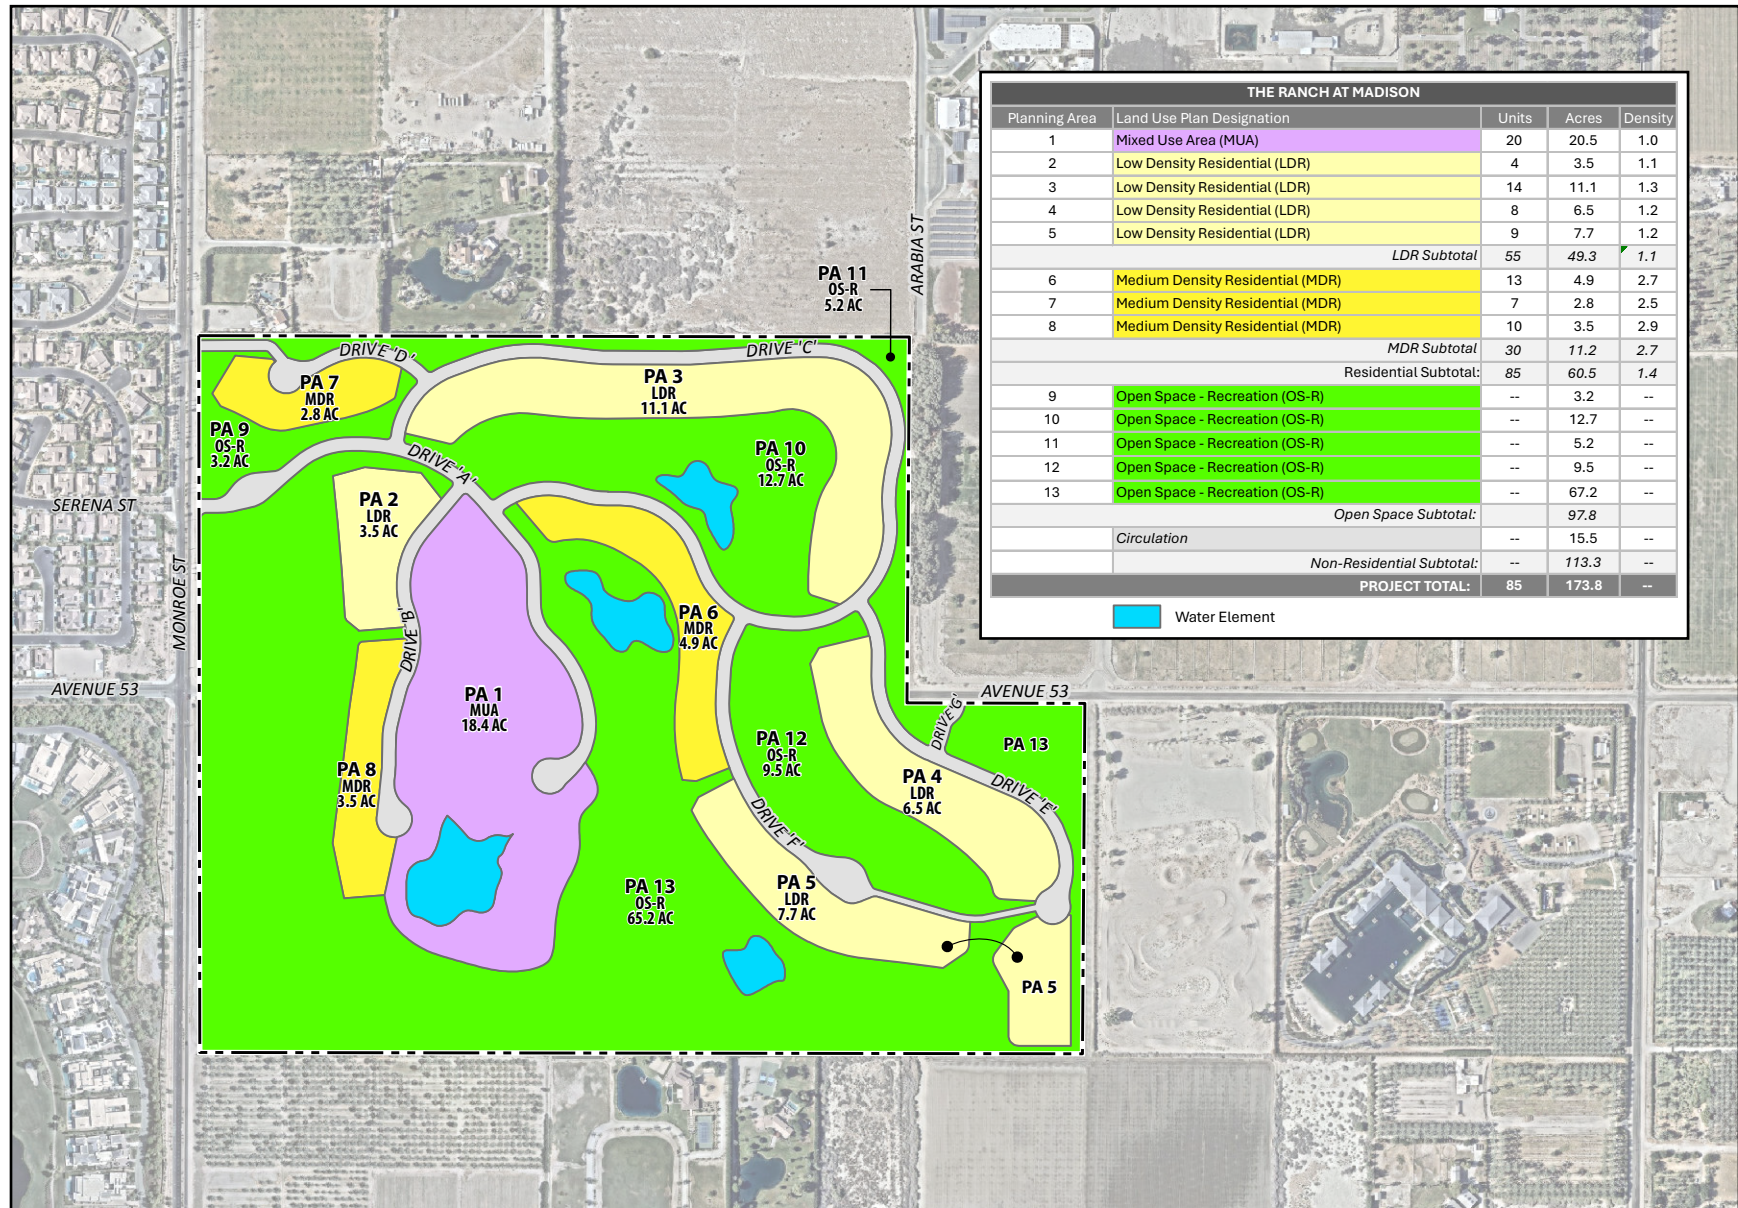 THE RANCH AT MADISON
Planning Area Land Use Plan Designation Units Acres Density
1 Mixed Use Area (MUA) 20 20.5 1.0
2 Low Density Residential (LDR) 4 3.5 1.1
3 Low Density Residential (LDR) 14 11.1 1.3
4 Low Density Residential (LDR) 8 6.5 1.2
5 Low Density Residential (LDR) 9 7.7 1.2
LDR Subtotal 55 49.3 1.1
6 Medium Density Residential (MDR) 13 4.9 2.7
7 Medium Density Residential (MDR) 7 2.8 2.5
8 Medium Density Residential (MDR) 10 3.5 2.9
MDR Subtotal 30 11.2 2.7
Residential Subtotal: 85 60.5 1.4
9 Open Space - Recreation (OS-R) -- 3.2 --
10 Open Space - Recreation (OS-R) -- 12.7 --
11 Open Space - Recreation (OS-R) -- 5.2 --
12 Open Space - Recreation (OS-R) -- 9.5 --
13 Open Space - Recreation (OS-R) -- 67.2 --
Open Space Subtotal: 97.8
Circulation -- 15.5 --
Non-Residential Subtotal: -- 113.3 --
PROJECT TOTAL: 85 173.8 --
Water Element
ARABIA ST
PA 11
OS-R
5.2 AC
DRIVE 'D'
DRIVE 'C'
PA 7
MDR
2.8 AC
PA 3
LDR
11.1 AC
PA 9
OS-R
3.2 AC
DRIVE 'A'
PA 10
OS-R
12.7 AC
SERENA ST
PA 2
LDR
3.5 AC
MONROE ST
DRIVE 'B'
PA 6
MDR
4.9 AC
AVENUE 53
AVENUE 53
PA 1
MUA
18.4 AC
DRIVE 'G'
PA 12
OS-R
9.5 AC
PA 13
PA 8
MDR
3.5 AC
PA 4
LDR
6.5 AC
DRIVE 'E'
DRIVE 'F'
PA 13
OS-R
65.2 AC
PA 5
LDR
7.7 AC
PA 5